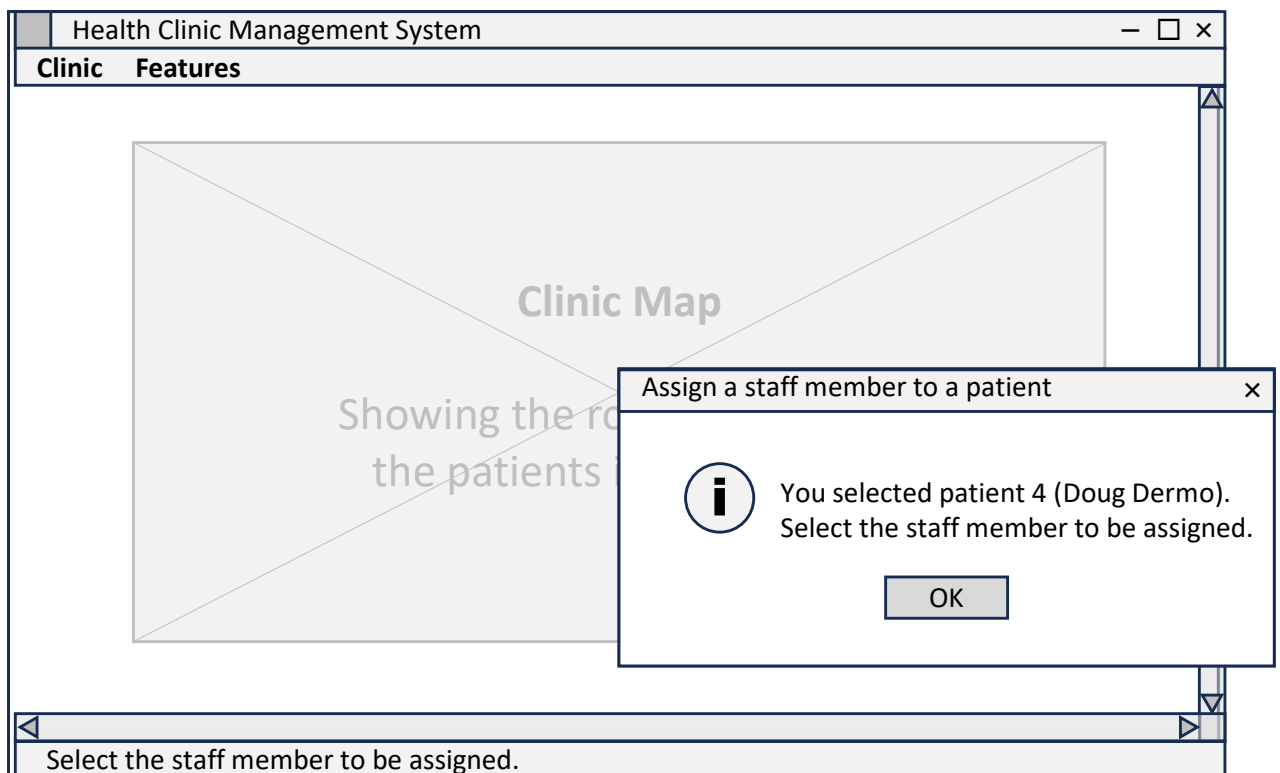 Health Clinic Management System
Clinic Features
Clinic Map
Showing the
the patients
Assign a staff member to a patient
You selected patient 4 (Doug Dermo).
Select the staff member to be assigned.
OK
Select the staff member to be assigned.